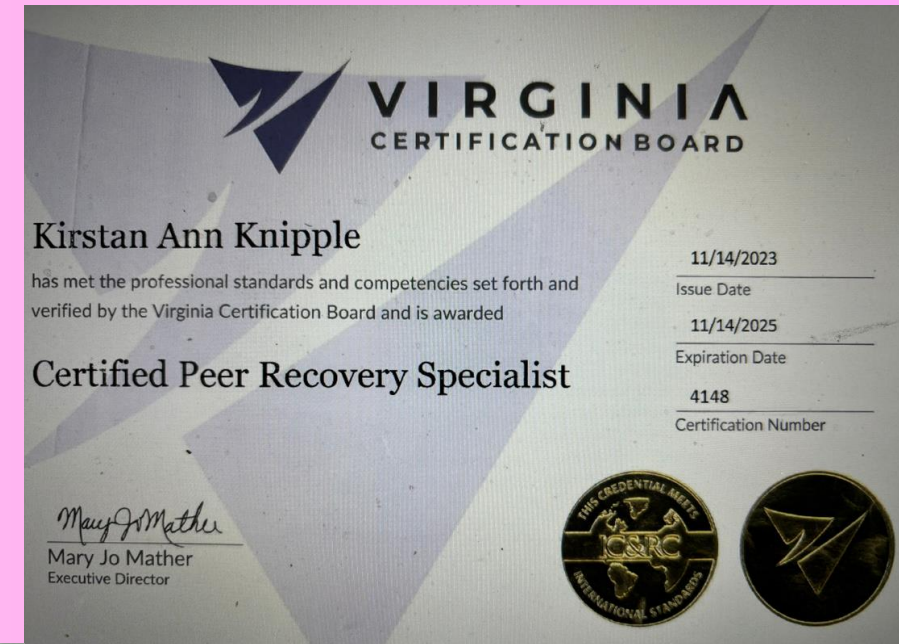 VIRGINIA
CERTIFICATION BOARD
Kirstan Ann Knipple
has met the professional standards and competencies set forth and
verified by the Virginia Certification Board and is awarded
Certified Peer Recovery Specialist
11/14/2023
Issue Date
11/14/2025
Expiration Date
4148
Certification Number
Mary Jo Mather
Mary Jo Mather
Executive Director
THIS CREDENTIAL MEETS
IC&RC
INTERNATIONAL STANDARDS